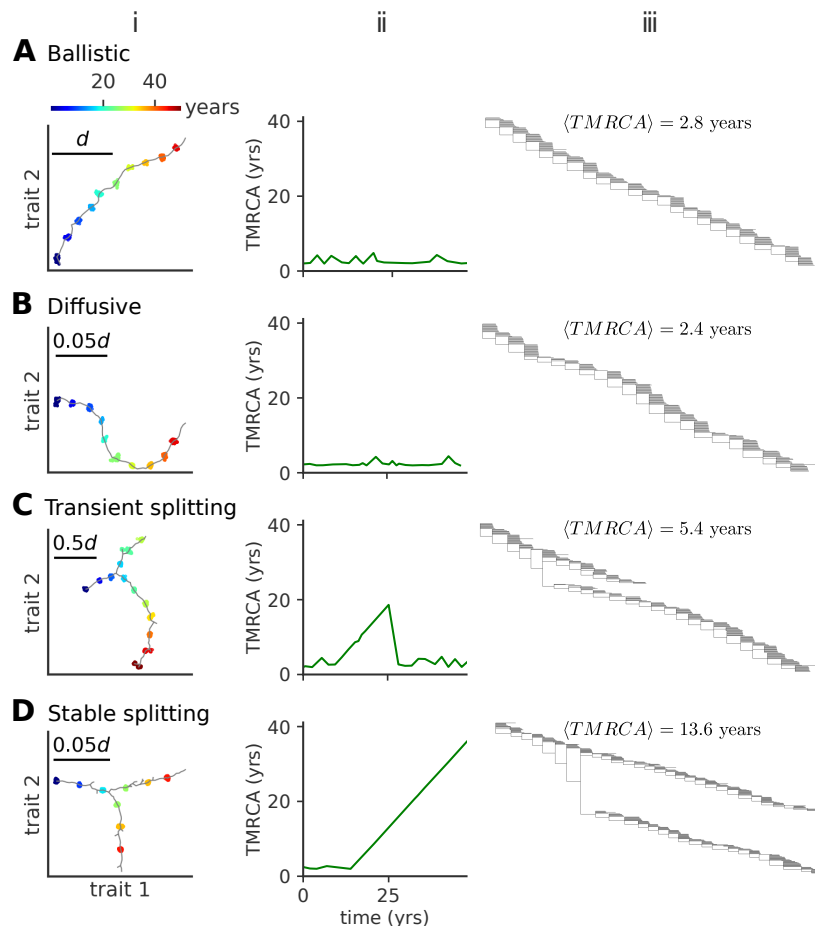 i ii iii
A Ballistic
20 40
years
d
trait 2
TMRCA (yrs)
40
20
0
⟨TMRCA⟩ = 2.8 years
B Diffusive
0.05d
trait 2
TMRCA (yrs)
40
20
0
⟨TMRCA⟩ = 2.4 years
C Transient splitting
0.5d
trait 2
TMRCA (yrs)
40
20
0
⟨TMRCA⟩ = 5.4 years
D Stable splitting
0.05d
trait 2
trait 1
TMRCA (yrs)
40
20
0
0 25
time (yrs)
⟨TMRCA⟩ = 13.6 years